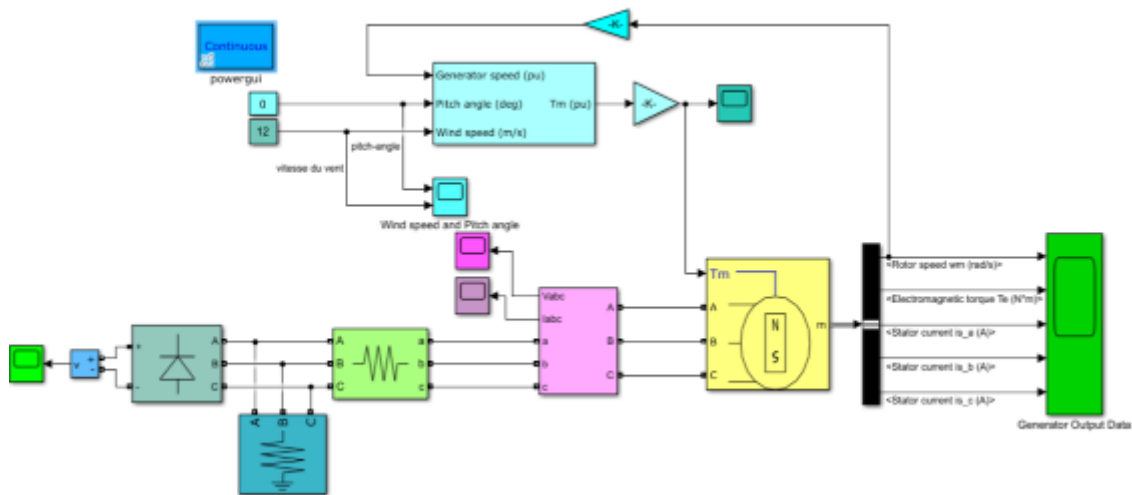 -K-
Continuous
powergui
Generator speed (pu)
0
Pitch angle (deg)
Tm (pu)
-K-
12
Wind speed (m/s)
pitch-angle
vitesse du vent
Wind speed and Pitch angle
Tm
<Rotor speed wm (rad/s)>
Vabc
Iabc
A
A
N
<Electromagnetic torque Te (N*m)>
m
<Stator current is_a (A)>
+
A
A
a
a
B
B
S
v
+
-
B
B
b
b
<Stator current is_b (A)>
-
C
C
c
c
C
C
<Stator current is_c (A)>
A
B
C
Generator Output Data